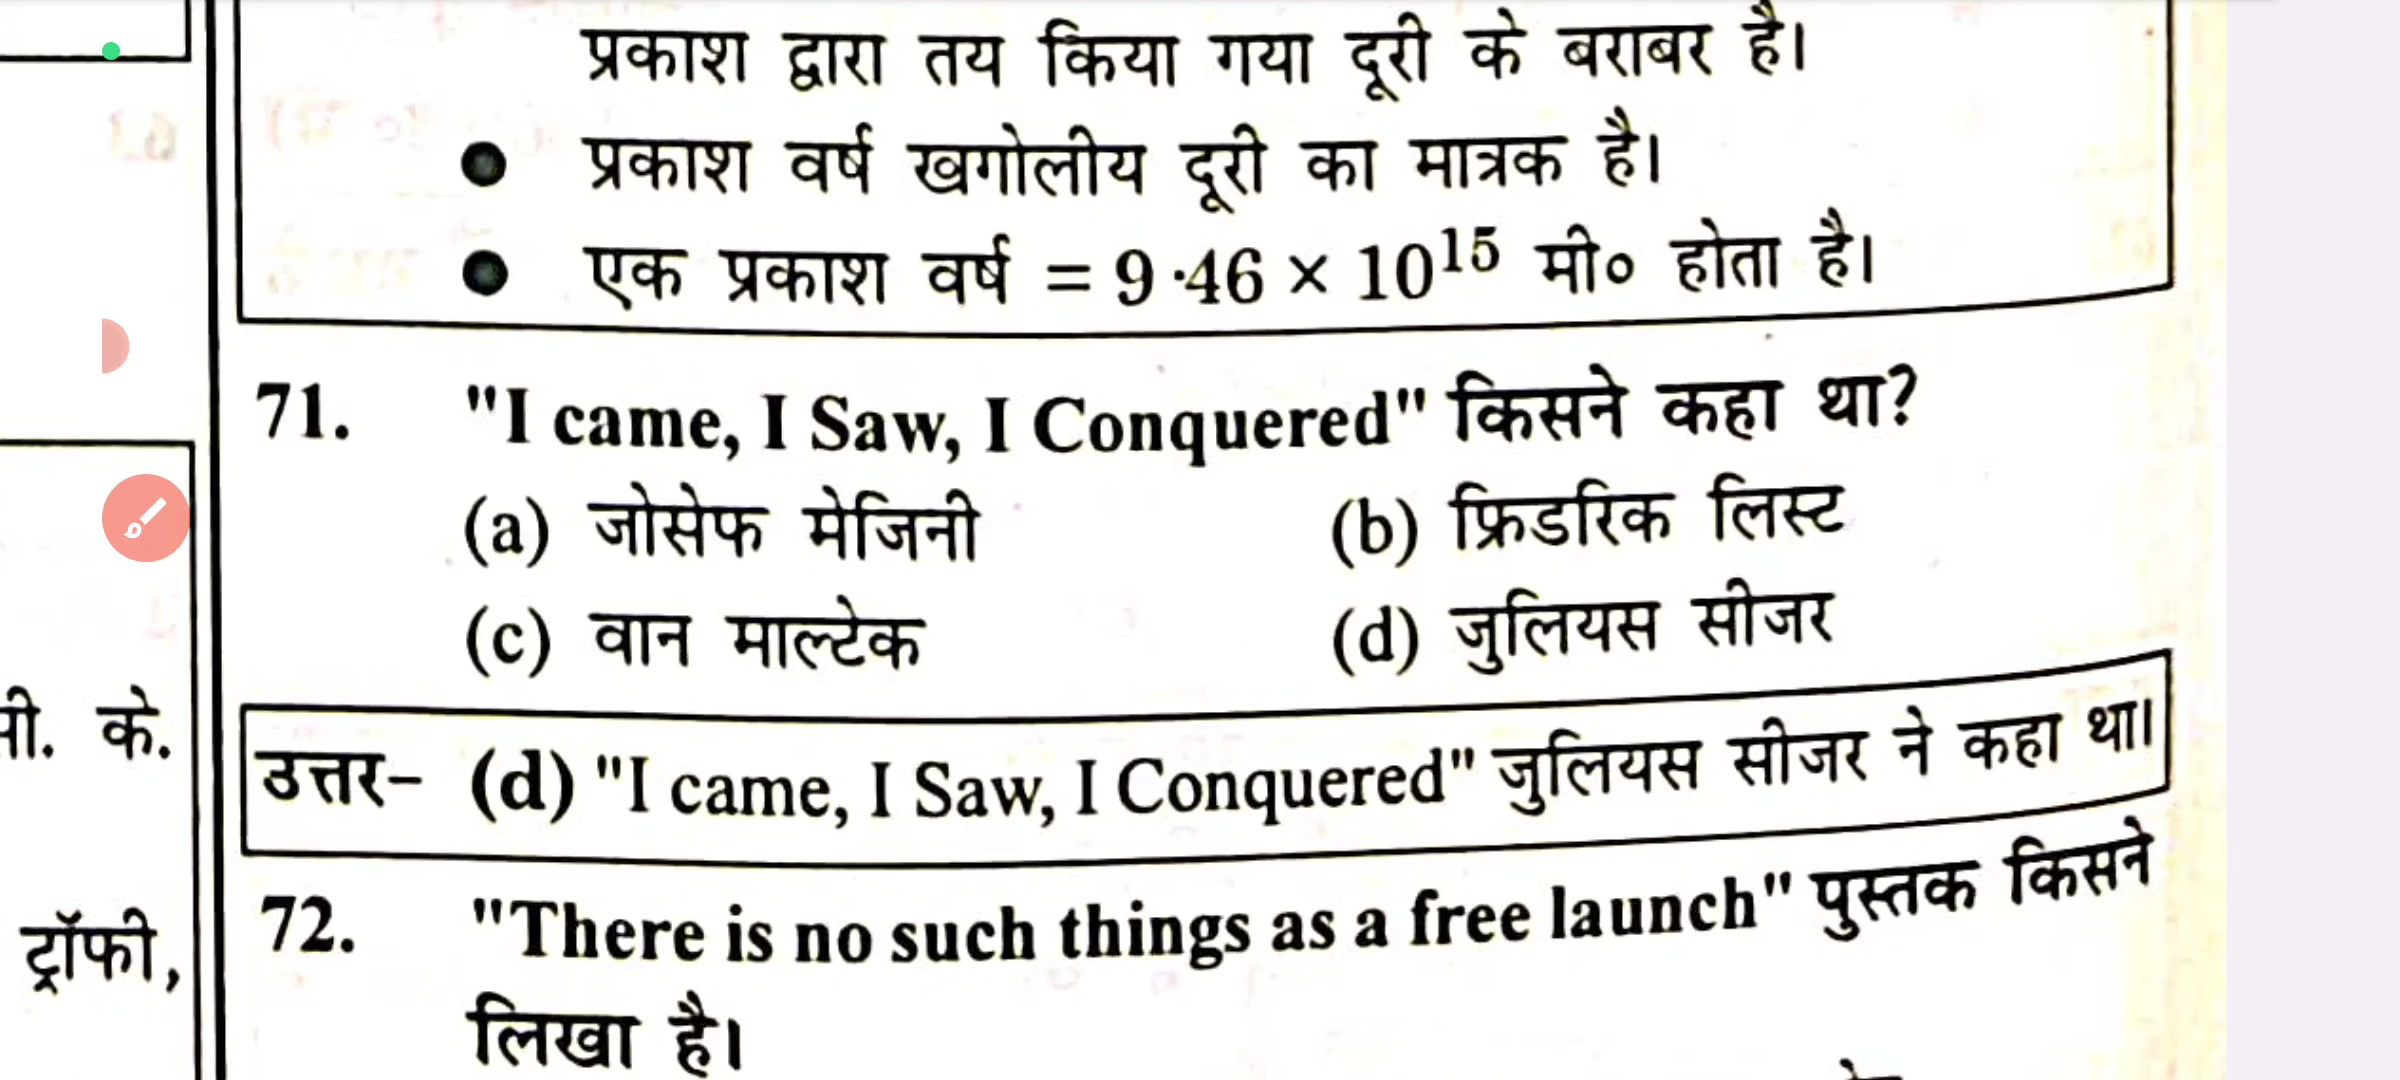 प्रकाश द्वारा तय किया गया दूरी के बराबर है।
● प्रकाश वर्ष खगोलीय दूरी का मात्रक है।
● एक प्रकाश वर्ष = 9·46 × 10¹⁵ मी० होता है।
71. "I came, I Saw, I Conquered" किसने कहा था?
(a) जोसेफ मेजिनी (b) फ्रिडरिक लिस्ट
(c) वान माल्टेक (d) जुलियस सीजर
उत्तर– (d) "I came, I Saw, I Conquered" जुलियस सीजर ने कहा था।
72. "There is no such things as a free launch" पुस्तक किसने
लिखा है।
के.
ट्रॉफी,